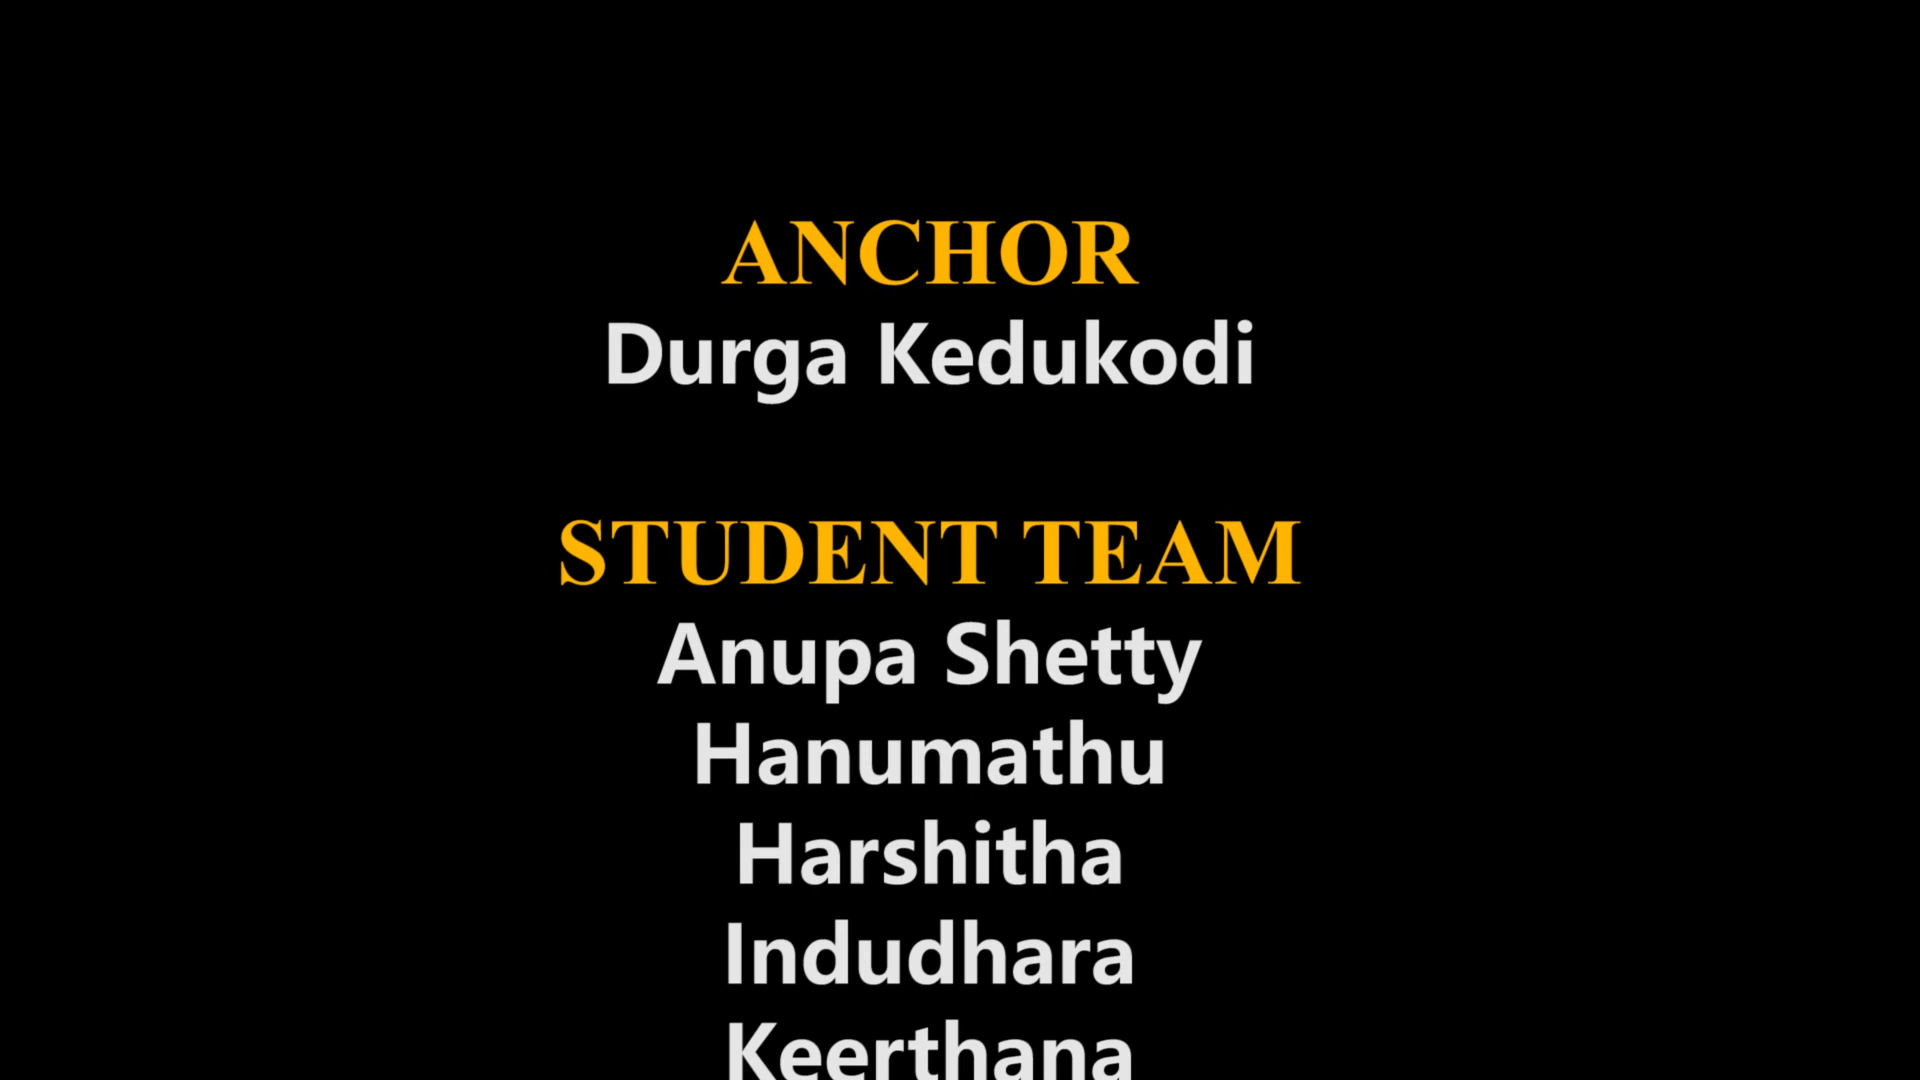 ANCHOR
Durga Kedukodi
STUDENT TEAM
Anupa Shetty
Hanumathu
Harshitha
Indudhara
Keerthana